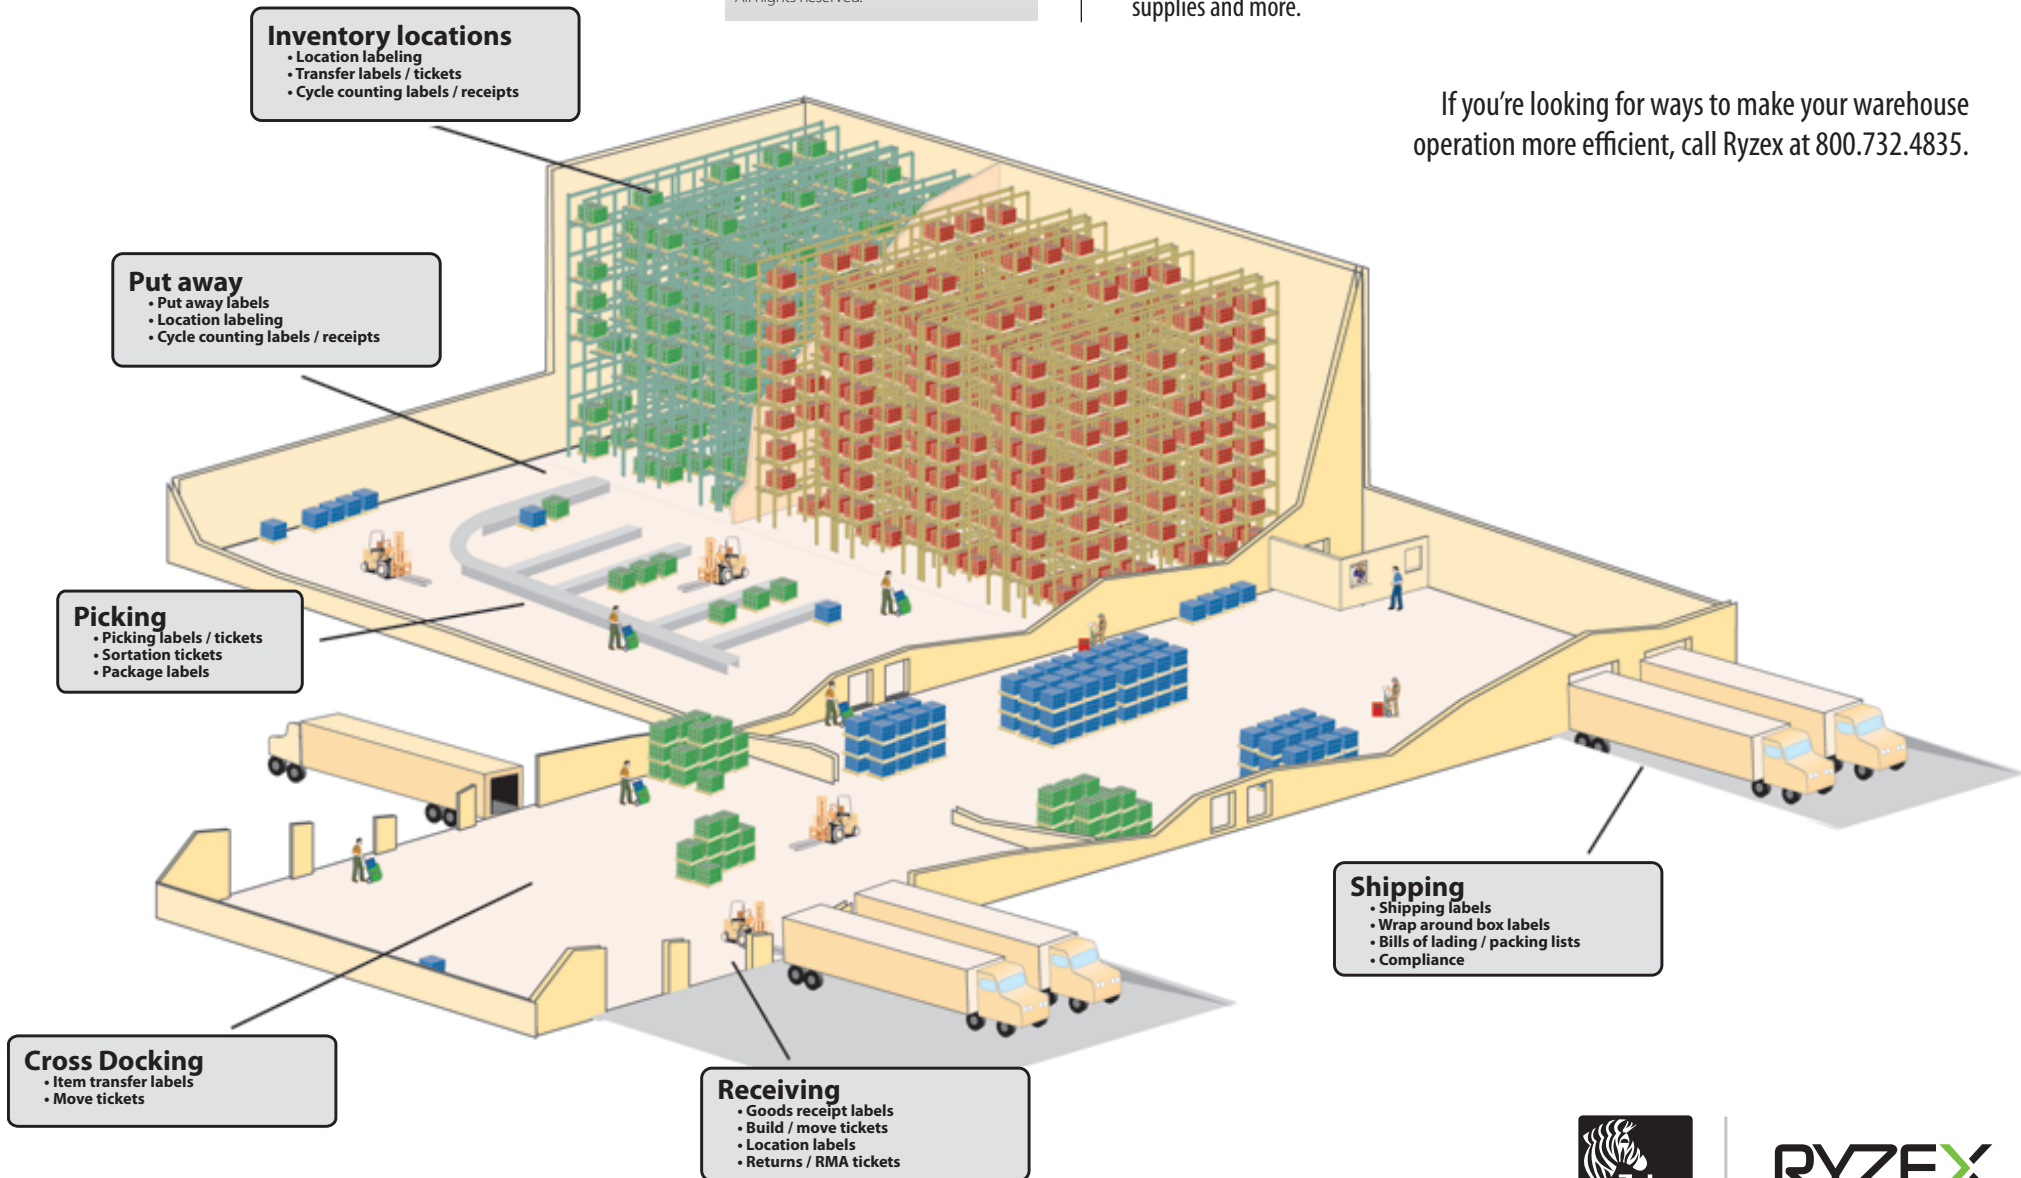 All Rights Reserved.
supplies and more.
Inventory locations
• Location labeling
• Transfer labels / tickets
• Cycle counting labels / receipts
If you’re looking for ways to make your warehouse
operation more efficient, call Ryzex at 800.732.4835.
Put away
• Put away labels
• Location labeling
• Cycle counting labels / receipts
Picking
• Picking labels / tickets
• Sortation tickets
• Package labels
Shipping
• Shipping labels
• Wrap around box labels
• Bills of lading / packing lists
• Compliance
Cross Docking
• Item transfer labels
• Move tickets
Receiving
• Goods receipt labels
• Build / move tickets
• Location labels
• Returns / RMA tickets
RYZEX